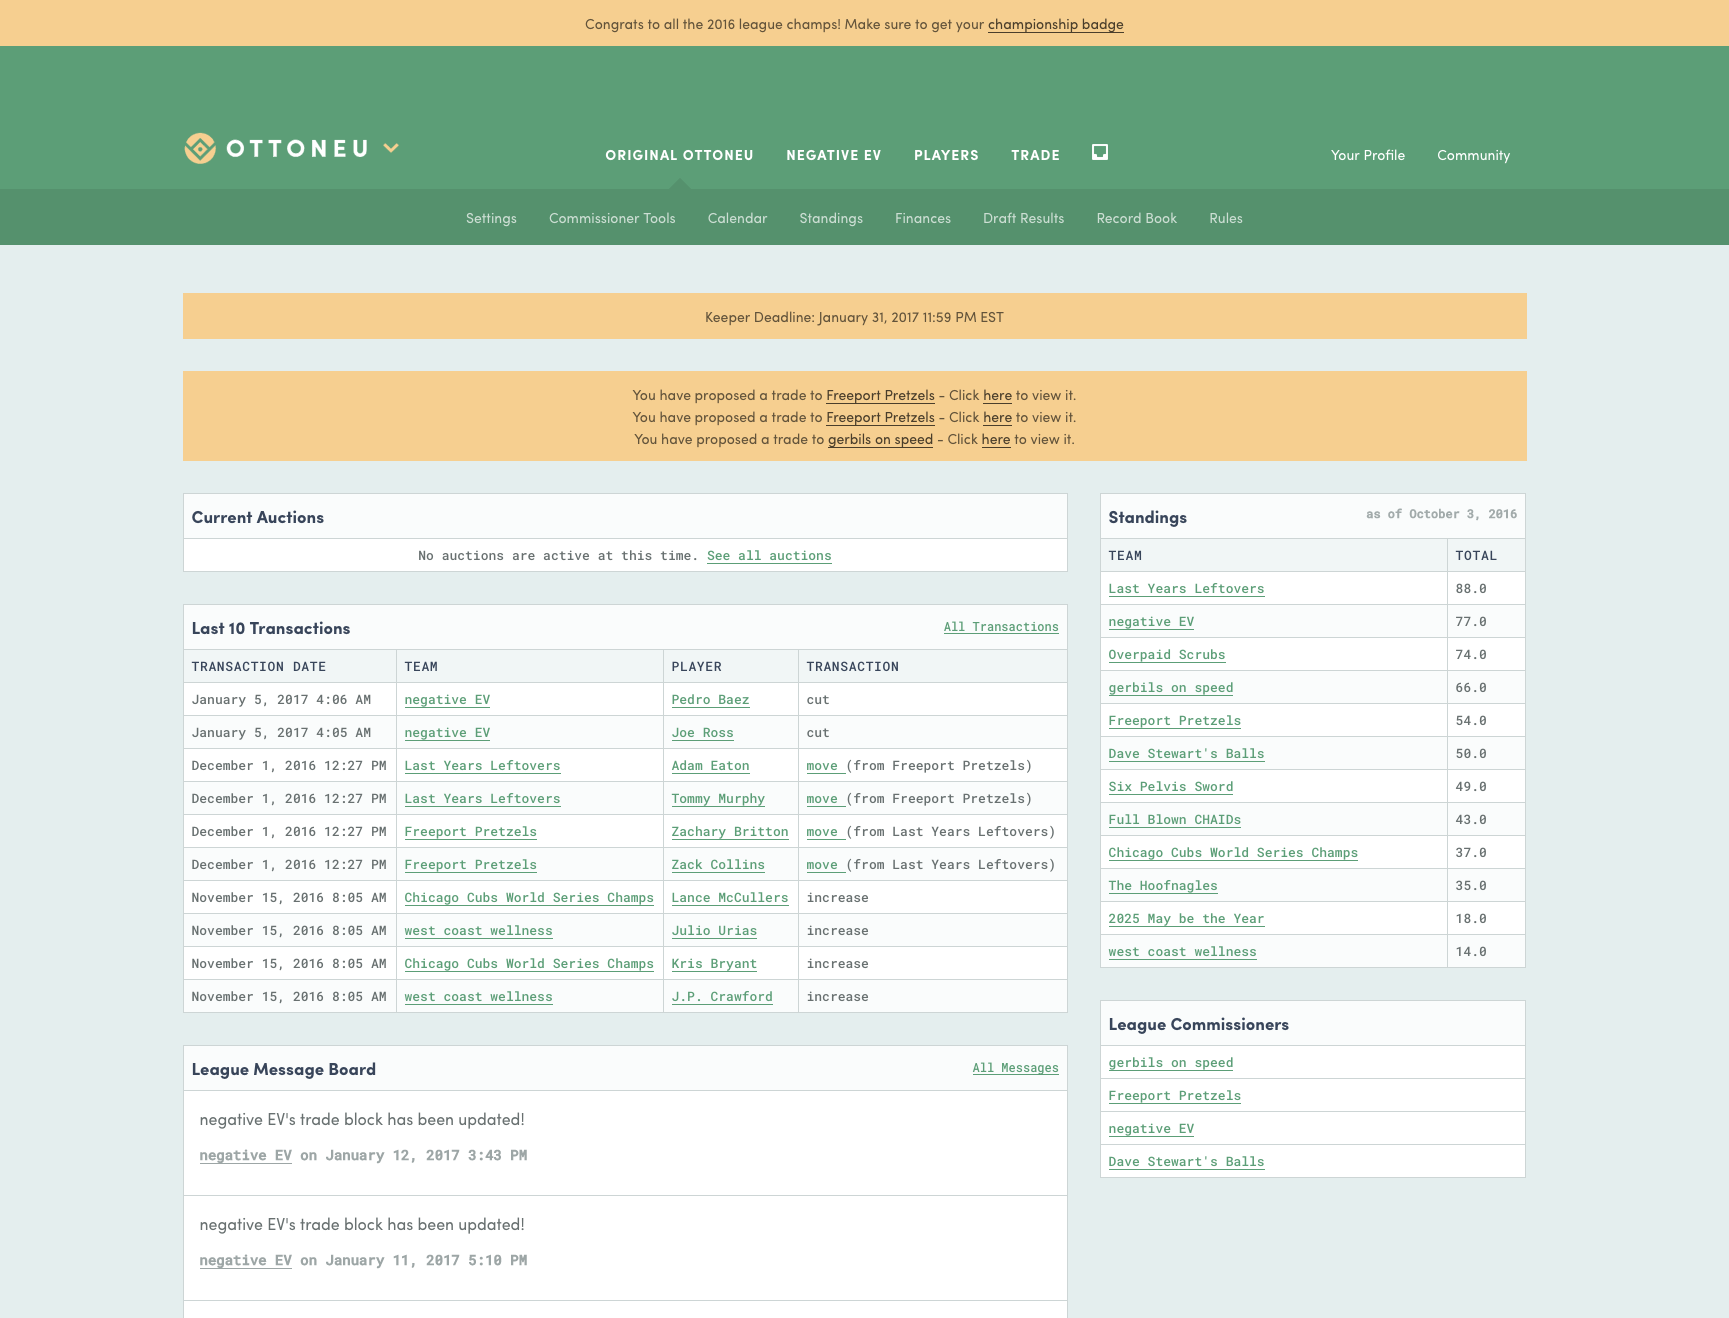 Congrats to all the 2016 league champs! Make sure to get your championship badge
OTTONEU
ORIGINAL OTTONEU NEGATIVE EV PLAYERS TRADE
Your Profile Community
Settings Commissioner Tools Calendar Standings Finances Draft Results Record Book Rules
Keeper Deadline: January 31, 2017 11:59 PM EST
You have proposed a trade to Freeport Pretzels - Click here to view it.
You have proposed a trade to Freeport Pretzels - Click here to view it.
You have proposed a trade to gerbils on speed - Click here to view it.
Current Auctions
No auctions are active at this time. See all auctions
Last 10 Transactions All Transactions
TRANSACTION DATE TEAM PLAYER TRANSACTION
January 5, 2017 4:06 AM negative EV Pedro Baez cut
January 5, 2017 4:05 AM negative EV Joe Ross cut
December 1, 2016 12:27 PM Last Years Leftovers Adam Eaton move (from Freeport Pretzels)
December 1, 2016 12:27 PM Last Years Leftovers Tommy Murphy move (from Freeport Pretzels)
December 1, 2016 12:27 PM Freeport Pretzels Zachary Britton move (from Last Years Leftovers)
December 1, 2016 12:27 PM Freeport Pretzels Zack Collins move (from Last Years Leftovers)
November 15, 2016 8:05 AM Chicago Cubs World Series Champs Lance McCullers increase
November 15, 2016 8:05 AM west coast wellness Julio Urias increase
November 15, 2016 8:05 AM Chicago Cubs World Series Champs Kris Bryant increase
November 15, 2016 8:05 AM west coast wellness J.P. Crawford increase
League Message Board All Messages
negative EV's trade block has been updated!
negative EV on January 12, 2017 3:43 PM
negative EV's trade block has been updated!
negative EV on January 11, 2017 5:10 PM
Standings as of October 3, 2016
TEAM TOTAL
Last Years Leftovers 88.0
negative EV 77.0
Overpaid Scrubs 74.0
gerbils on speed 66.0
Freeport Pretzels 54.0
Dave Stewart's Balls 50.0
Six Pelvis Sword 49.0
Full Blown CHAIDs 43.0
Chicago Cubs World Series Champs 37.0
The Hoofnagles 35.0
2025 May be the Year 18.0
west coast wellness 14.0
League Commissioners
gerbils on speed
Freeport Pretzels
negative EV
Dave Stewart's Balls